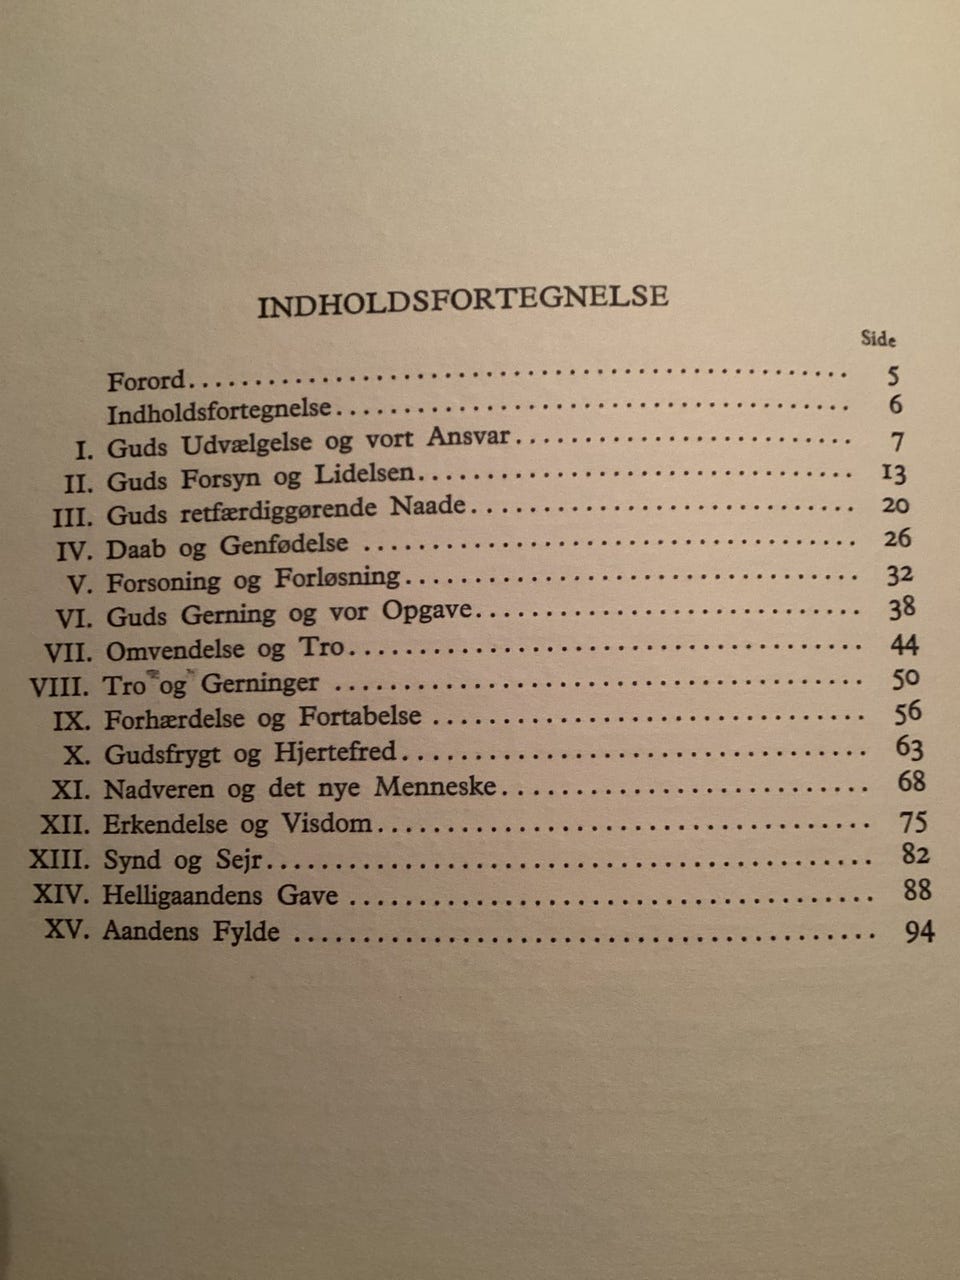 INDHOLDSFORTEGNELSE
Side
Forord............................................. 5
Indholdsfortegnelse................................. 6
I. Guds Udvælgelse og vort Ansvar.......................... 7
II. Guds Forsyn og Lidelsen................................ 13
III. Guds retfærdiggørende Naade............................ 20
IV. Daab og Genfødelse .................................... 26
V. Forsoning og Forløsning................................. 32
VI. Guds Gerning og vor Opgave............................ 38
VII. Omvendelse og Tro..................................... 44
VIII. Tro og Gerninger ...................................... 50
IX. Forhærdelse og Fortabelse ................................ 56
X. Gudsfrygt og Hjertefred.................................. 63
XI. Nadveren og det nye Menneske........................... 68
XII. Erkendelse og Visdom.................................... 75
XIII. Synd og Sejr............................................ 82
XIV. Helligaandens Gave ...................................... 88
XV. Aandens Fylde .......................................... 94